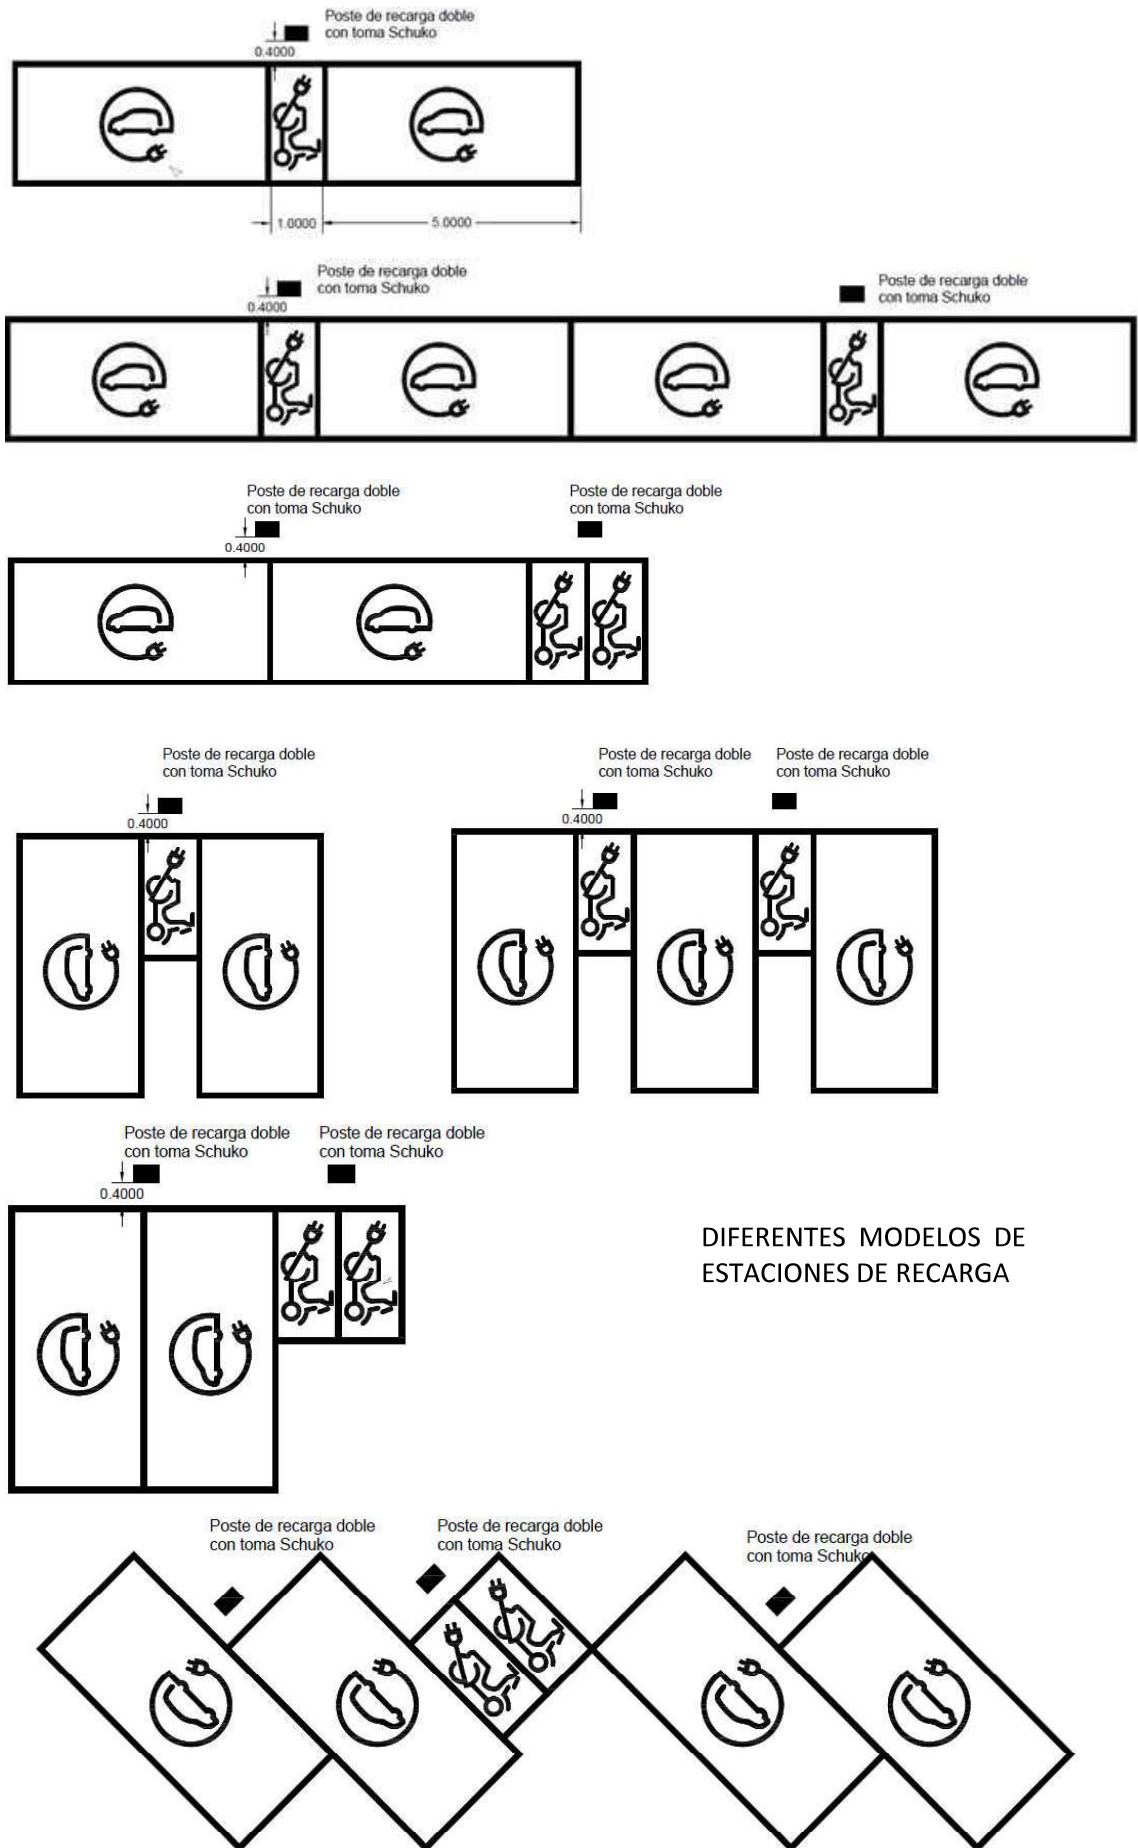 Poste de recarga doble
con toma Schuko
0.4000
1.0000
5.0000
Poste de recarga doble
con toma Schuko
0.4000
Poste de recarga doble
con toma Schuko
Poste de recarga doble
con toma Schuko
0.4000
Poste de recarga doble
con toma Schuko
Poste de recarga doble
con toma Schuko
0.4000
Poste de recarga doble
con toma Schuko
0.4000
Poste de recarga doble
con toma Schuko
Poste de recarga doble
con toma Schuko
0.4000
Poste de recarga doble
con toma Schuko
DIFERENTES MODELOS DE
ESTACIONES DE RECARGA
Poste de recarga doble
con toma Schuko
Poste de recarga doble
con toma Schuko
Poste de recarga doble
con toma Schuko